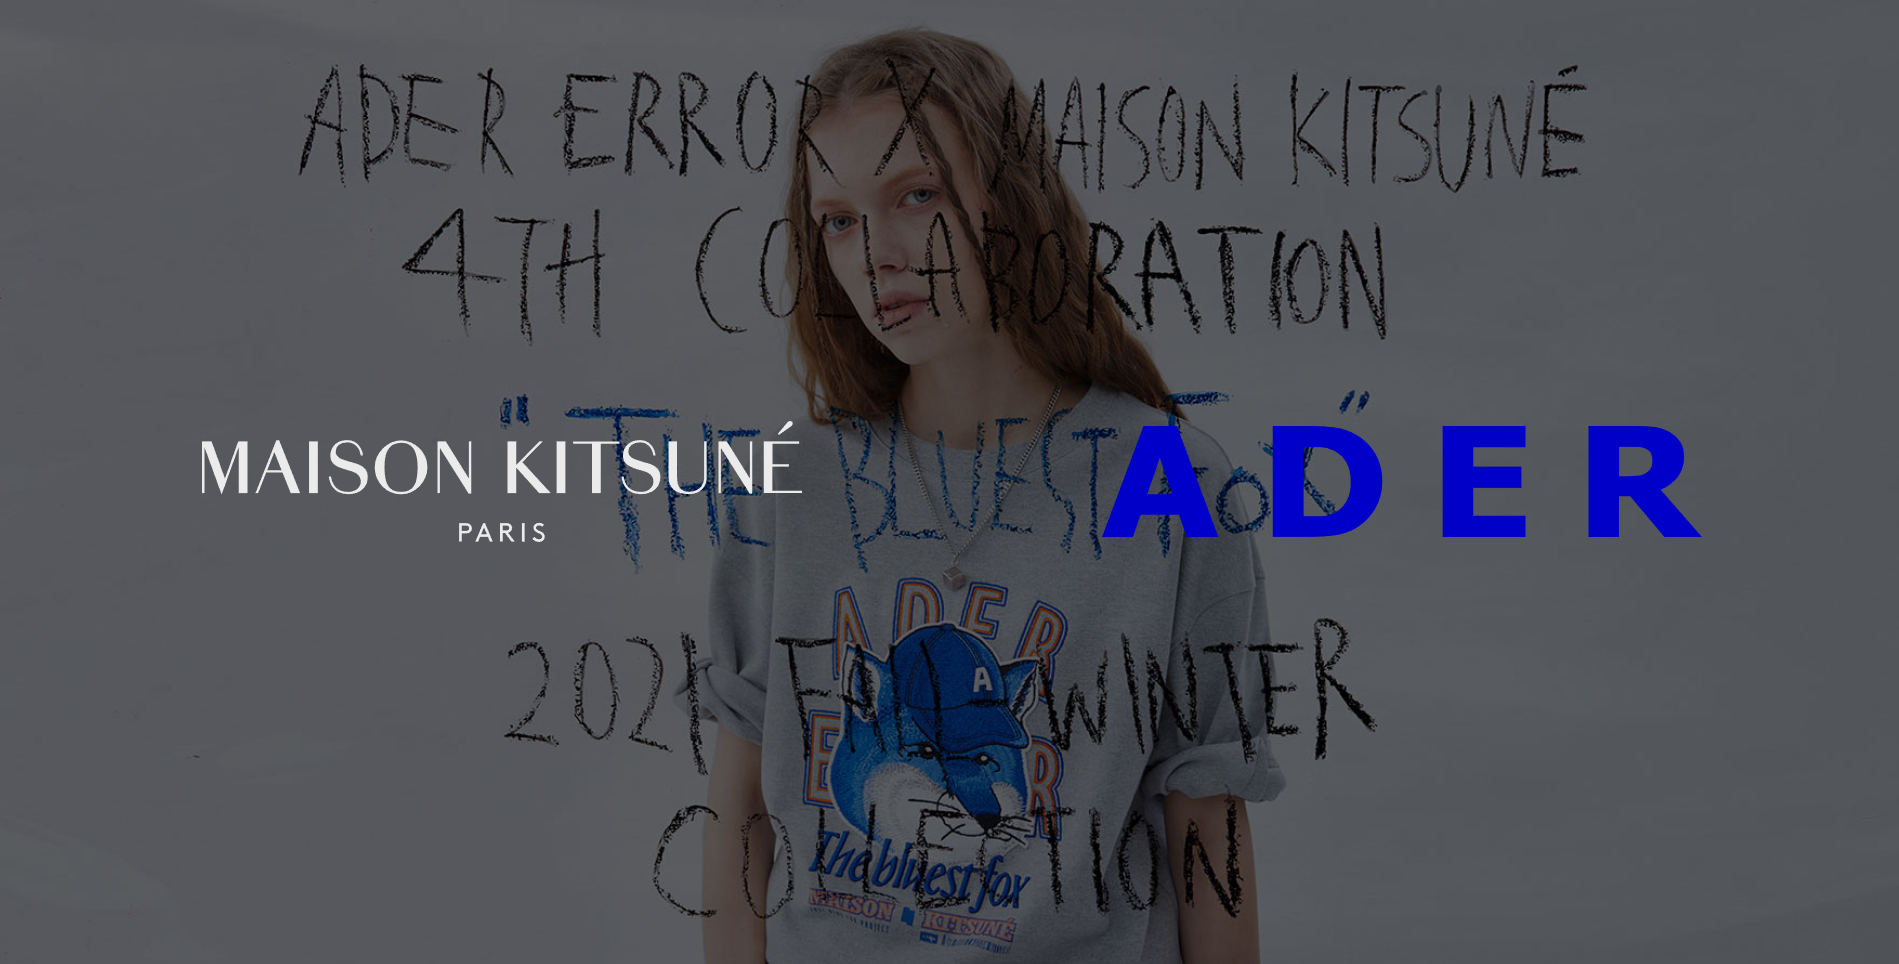 ADER ERROR X MAISON KITSUNÉ
4TH COLLABORATION
"THE BLUEST FOX"
MAISON KITSUNÉ
PARIS
ADER
2021 FALL-WINTER
COLLECTION
ADER
A
ER
The bluest fox
MAISON KITSUNÉ